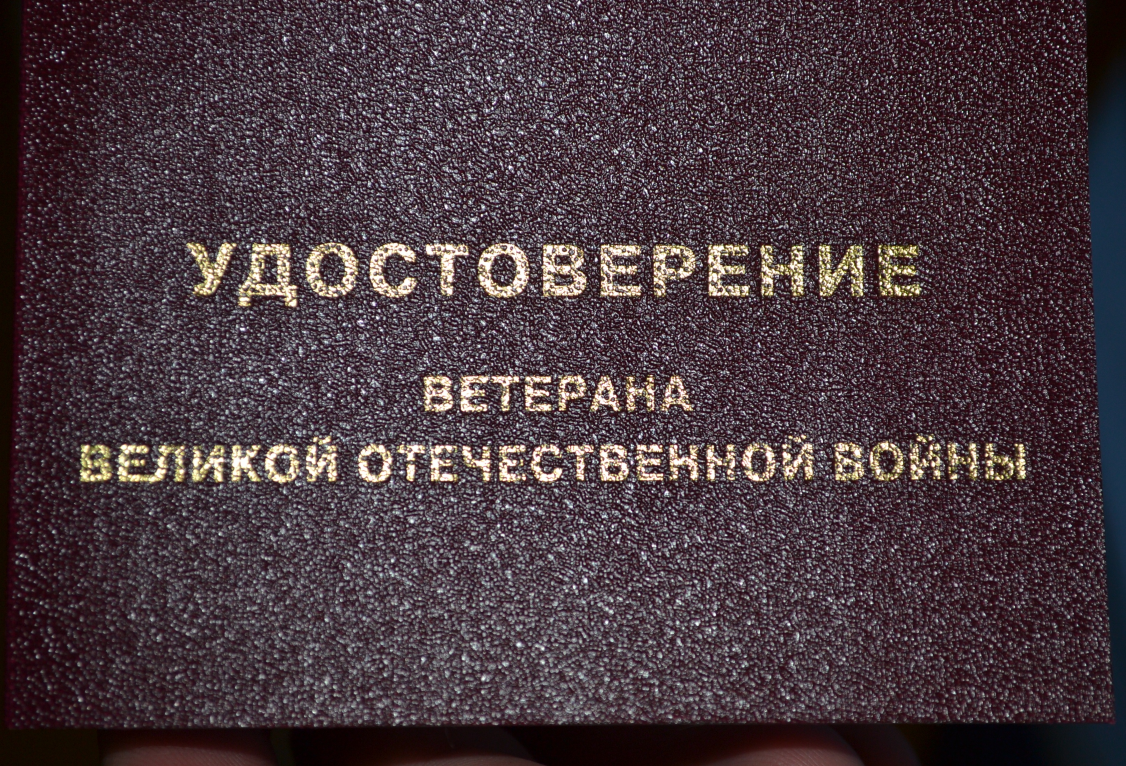 УДОСТОВЕРЕНИЕ
ВЕТЕРАНА
ВЕЛИКОЙ ОТЕЧЕСТВЕННОЙ ВОЙНЫ